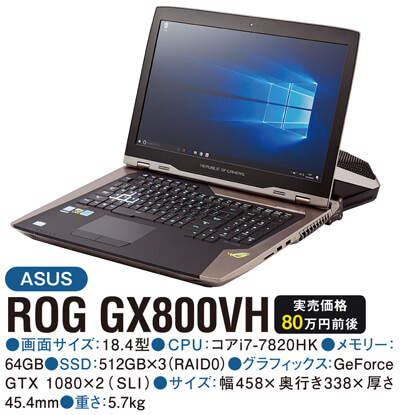 REPUBLIC OF GAMERS
ASUS
ROG GX800VH
実売価格
80万円前後
●画面サイズ:18.4型●CPU:コアi7-7820HK●メモリー:
64GB●SSD:512GB×3(RAID0)●グラフィックス:GeForce
GTX 1080×2(SLI)●サイズ:幅458×奥行き338×厚さ
45.4mm●重さ:5.7kg